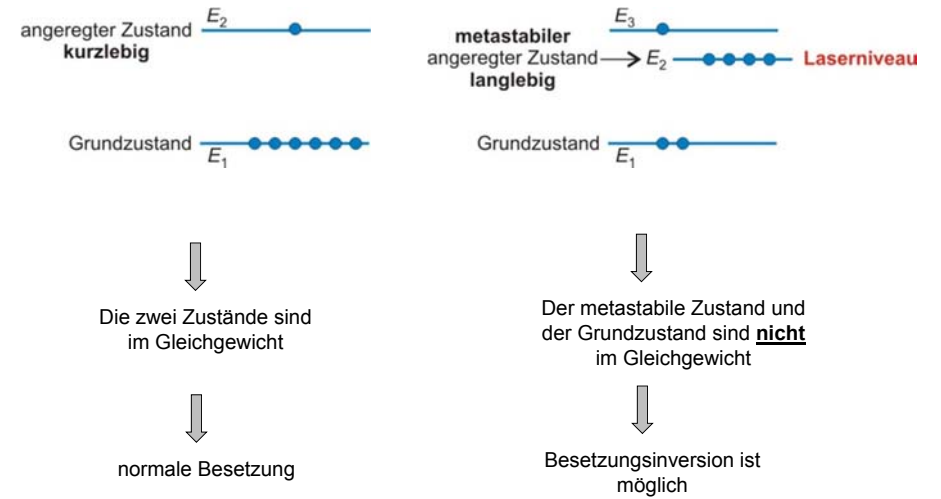 E₂
angeregter Zustand
kurzlebig
Grundzustand
E₁
Die zwei Zustände sind
im Gleichgewicht
normale Besetzung
E₃
metastabiler
angeregter Zustand → E₂ Laserniveau
langlebig
Grundzustand
E₁
Der metastabile Zustand und
der Grundzustand sind nicht
im Gleichgewicht
Besetzungsinversion ist
möglich